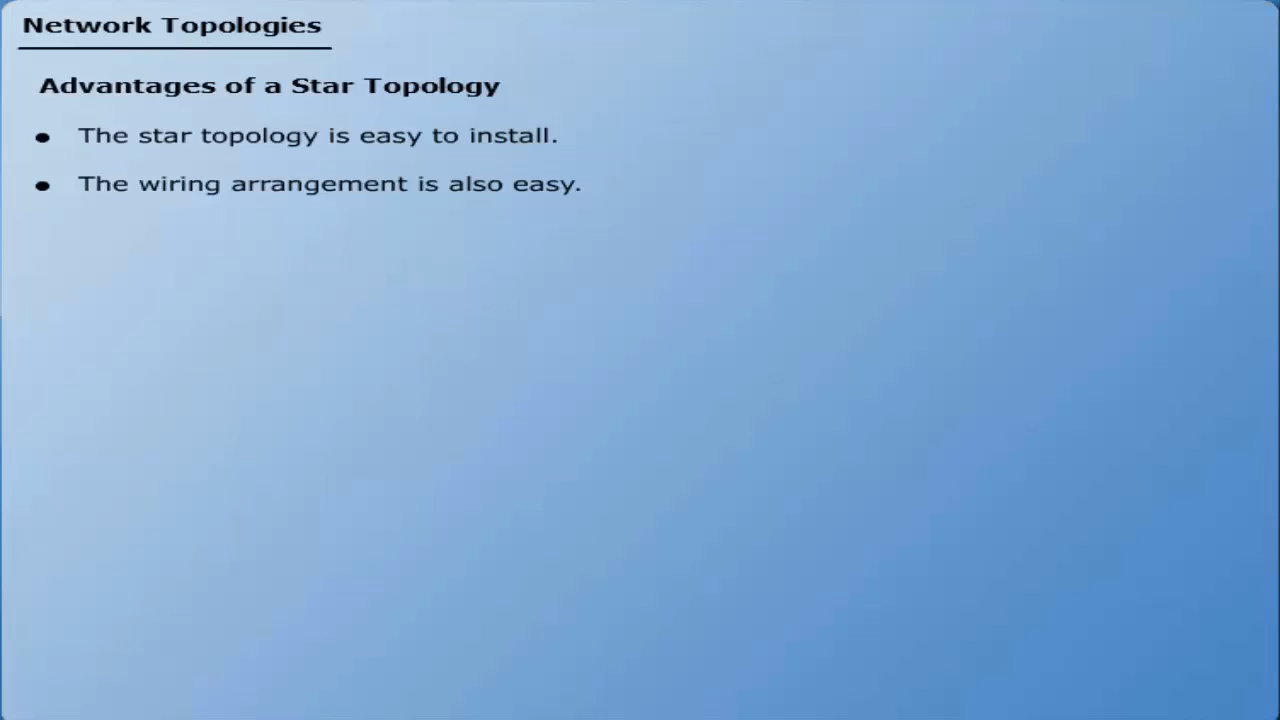 Network Topologies
Advantages of a Star Topology
● The star topology is easy to install.
● The wiring arrangement is also easy.